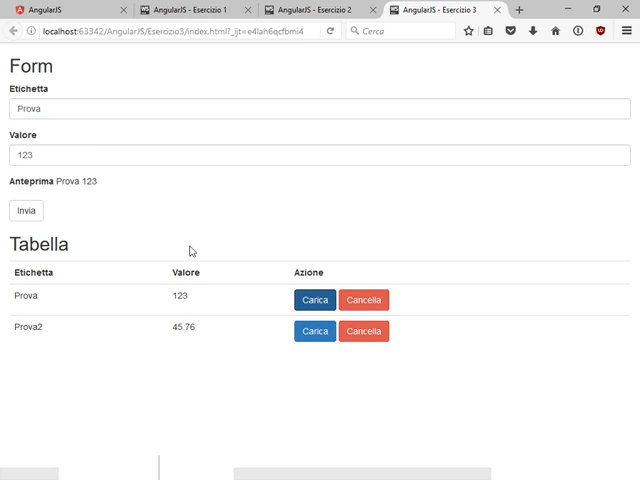 AngularJS
AngularJS - Esercizio 1
AngularJS - Esercizio 2
AngularJS - Esercizio 3
localhost:63342/AngularJS/Esercizio3/index.html?_ijt=e4lah6qcfbmi4
Cerca
Form
Etichetta
Prova
Valore
123
Anteprima Prova 123
Invia
Tabella
Etichetta Valore Azione
Prova 123 Carica Cancella
Prova2 45.76 Carica Cancella